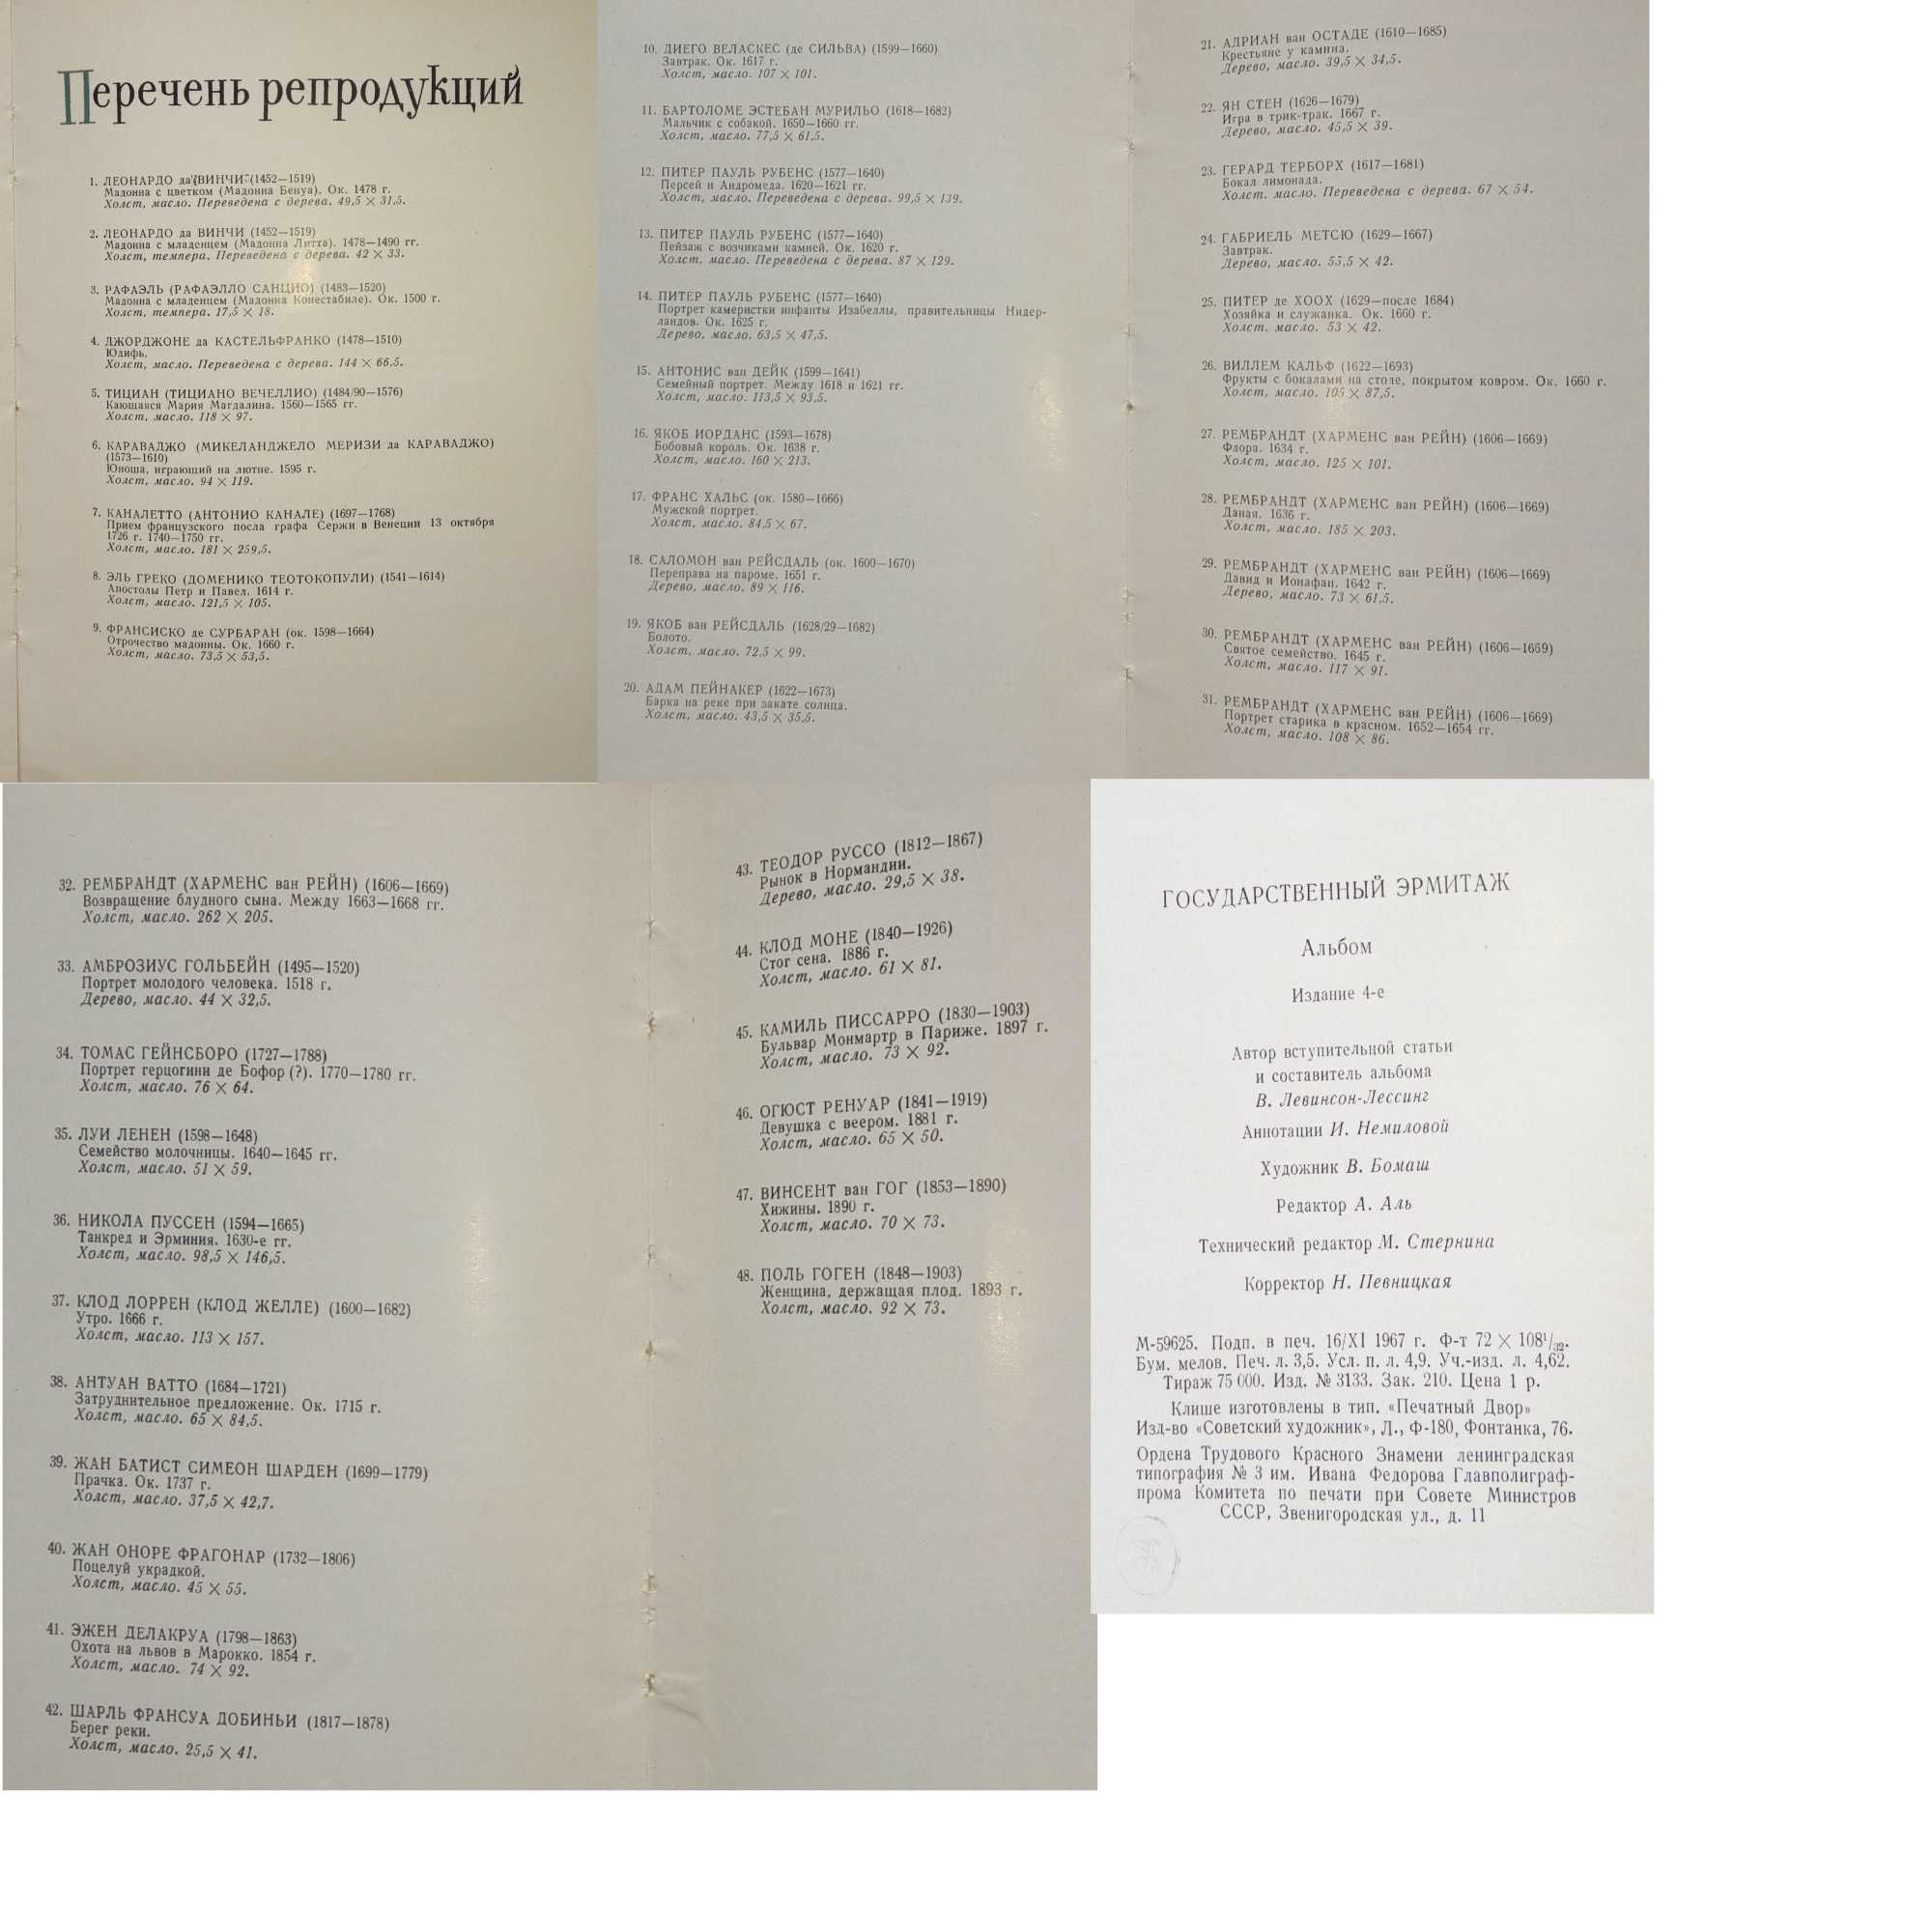 Перечень репродукций
1. ЛЕОНАРДО да ВИНЧИ (1452—1519)
Мадонна с цветком (Мадонна Бенуа). Ок. 1478 г.
Холст, масло. Переведена с дерева. 49,5 × 31,5.
2. ЛЕОНАРДО да ВИНЧИ (1452—1519)
Мадонна с младенцем (Мадонна Литта). 1478—1490 гг.
Холст, темпера. Переведена с дерева. 42 × 33.
3. РАФАЭЛЬ (РАФАЭЛЛО САНЦИО) (1483—1520)
Мадонна с младенцем (Мадонна Конестабиле). Ок. 1500 г.
Холст, темпера. 17,5 × 18.
4. ДЖОРДЖОНЕ да КАСТЕЛЬФРАНКО (1478—1510)
Юдифь.
Холст, масло. Переведена с дерева. 144 × 66,5.
5. ТИЦИАН (ТИЦИАНО ВЕЧЕЛЛИО) (1484/90—1576)
Кающаяся Мария Магдалина. 1560—1565 гг.
Холст, масло. 118 × 97.
6. КАРАВАДЖО (МИКЕЛАНДЖЕЛО МЕРИЗИ да КАРАВАДЖО)
(1573—1610)
Юноша, играющий на лютне. 1595 г.
Холст, масло. 94 × 119.
7. КАНАЛЕТТО (АНТОНИО КАНАЛЕ) (1697—1768)
Прием французского посла графа Сержи в Венеции 13 октября
1726 г. 1740—1750 гг.
Холст, масло. 181 × 259,5.
8. ЭЛЬ ГРЕКО (ДОМЕНИКО ТЕОТОКОПУЛИ) (1541—1614)
Апостолы Петр и Павел. 1614 г.
Холст, масло. 121,5 × 105.
9. ФРАНСИСКО де СУРБАРАН (ок. 1598—1664)
Отрочество мадонны. Ок. 1660 г.
Холст, масло. 73,5 × 53,5.
10. ДИЕГО ВЕЛАСКЕС (де СИЛЬВА) (1599—1660)
Завтрак. Ок. 1617 г.
Холст, масло. 107 × 101.
11. БАРТОЛОМЕ ЭСТЕБАН МУРИЛЬО (1618—1682)
Мальчик с собакой. 1650—1660 гг.
Холст, масло. 77,5 × 61,5.
12. ПИТЕР ПАУЛЬ РУБЕНС (1577—1640)
Персей и Андромеда. 1620—1621 гг.
Холст, масло. Переведена с дерева. 99,5 × 139.
13. ПИТЕР ПАУЛЬ РУБЕНС (1577—1640)
Пейзаж с возчиками камней. Ок. 1620 г.
Холст, масло. Переведена с дерева. 87 × 129.
14. ПИТЕР ПАУЛЬ РУБЕНС (1577—1640)
Портрет камеристки инфанты Изабеллы, правительницы Нидер-
ландов. Ок. 1625 г.
Дерево, масло. 63,5 × 47,5.
15. АНТОНИС ван ДЕЙК (1599—1641)
Семейный портрет. Между 1618 и 1621 гг.
Холст, масло. 113,5 × 93,5.
16. ЯКОБ ИОРДАНС (1593—1678)
Бобовый король. Ок. 1638 г.
Холст, масло. 160 × 213.
17. ФРАНС ХАЛЬС (ок. 1580—1666)
Мужской портрет.
Холст, масло. 84,5 × 67.
18. САЛОМОН ван РЕЙСДАЛЬ (ок. 1600—1670)
Переправа на пароме. 1651 г.
Дерево, масло. 89 × 116.
19. ЯКОБ ван РЕЙСДАЛЬ (1628/29—1682)
Болото.
Холст, масло. 72,5 × 99.
20. АДАМ ПЕЙНАКЕР (1622—1673)
Барка на реке при закате солнца.
Холст, масло. 43,5 × 35,5.
21. АДРИАН ван ОСТАДЕ (1610—1685)
Крестьяне у камина.
Дерево, масло. 39,5 × 34,5.
22. ЯН СТЕН (1626—1679)
Игра в трик-трак. 1667 г.
Дерево, масло. 45,5 × 39.
23. ГЕРАРД ТЕРБОРХ (1617—1681)
Бокал лимонада.
Холст, масло. Переведена с дерева. 67 × 54.
24. ГАБРИЕЛЬ МЕТСЮ (1629—1667)
Завтрак.
Дерево, масло. 55,5 × 42.
25. ПИТЕР де ХООХ (1629—после 1684)
Хозяйка и служанка. Ок. 1660 г.
Холст, масло. 53 × 42.
26. ВИЛЛЕМ КАЛЬФ (1622—1693)
Фрукты с бокалами на столе, покрытом ковром. Ок. 1660 г.
Холст, масло. 105 × 87,5.
27. РЕМБРАНДТ (ХАРМЕНС ван РЕЙН) (1606—1669)
Флора. 1634 г.
Холст, масло. 125 × 101.
28. РЕМБРАНДТ (ХАРМЕНС ван РЕЙН) (1606—1669)
Даная. 1636 г.
Холст, масло. 185 × 203.
29. РЕМБРАНДТ (ХАРМЕНС ван РЕЙН) (1606—1669)
Давид и Ионафан. 1642 г.
Дерево, масло. 73 × 61,5.
30. РЕМБРАНДТ (ХАРМЕНС ван РЕЙН) (1606—1669)
Святое семейство. 1645 г.
Холст, масло. 117 × 91.
31. РЕМБРАНДТ (ХАРМЕНС ван РЕЙН) (1606—1669)
Портрет старика в красном. 1652—1654 гг.
Холст, масло. 108 × 86.
32. РЕМБРАНДТ (ХАРМЕНС ван РЕЙН) (1606—1669)
Возвращение блудного сына. Между 1663—1668 гг.
Холст, масло. 262 × 205.
33. АМБРОЗИУС ГОЛЬБЕЙН (1495—1520)
Портрет молодого человека. 1518 г.
Дерево, масло. 44 × 32,5.
34. ТОМАС ГЕЙНСБОРО (1727—1788)
Портрет герцогини де Бофор (?). 1770—1780 гг.
Холст, масло. 76 × 64.
35. ЛУИ ЛЕНЕН (1598—1648)
Семейство молочницы. 1640—1645 гг.
Холст, масло. 51 × 59.
36. НИКОЛА ПУССЕН (1594—1665)
Танкред и Эрминия. 1630-е гг.
Холст, масло. 98,5 × 146,5.
37. КЛОД ЛОРРЕН (КЛОД ЖЕЛЛЕ) (1600—1682)
Утро. 1666 г.
Холст, масло. 113 × 157.
38. АНТУАН ВАТТО (1684—1721)
Затруднительное предложение. Ок. 1715 г.
Холст, масло. 65 × 84,5.
39. ЖАН БАТИСТ СИМЕОН ШАРДЕН (1699—1779)
Прачка. Ок. 1737 г.
Холст, масло. 37,5 × 42,7.
40. ЖАН ОНОРЕ ФРАГОНАР (1732—1806)
Поцелуй украдкой.
Холст, масло. 45 × 55.
41. ЭЖЕН ДЕЛАКРУА (1798—1863)
Охота на львов в Марокко. 1854 г.
Холст, масло. 74 × 92.
42. ШАРЛЬ ФРАНСУА ДОБИНЬИ (1817—1878)
Берег реки.
Холст, масло. 25,5 × 41.
43. ТЕОДОР РУССО (1812—1867)
Рынок в Нормандии.
Дерево, масло. 29,5 × 38.
44. КЛОД МОНЕ (1840—1926)
Стог сена. 1886 г.
Холст, масло. 61 × 81.
45. КАМИЛЬ ПИССАРРО (1830—1903)
Бульвар Монмартр в Париже. 1897 г.
Холст, масло. 73 × 92.
46. ОГЮСТ РЕНУАР (1841—1919)
Девушка с веером. 1881 г.
Холст, масло. 65 × 50.
47. ВИНСЕНТ ван ГОГ (1853—1890)
Хижины. 1890 г.
Холст, масло. 70 × 73.
48. ПОЛЬ ГОГЕН (1848—1903)
Женщина, держащая плод. 1893 г.
Холст, масло. 92 × 73.
ГОСУДАРСТВЕННЫЙ ЭРМИТАЖ
Альбом
Издание 4-е
Автор вступительной статьи
и составитель альбома
В. Левинсон-Лессинг
Аннотации И. Немиловой
Художник В. Бомаш
Редактор А. Аль
Технический редактор М. Стернина
Корректор Н. Певницкая
М-59625. Подп. в печ. 16/XI 1967 г. Ф-т 72 × 108¹/₃₂.
Бум. мелов. Печ. л. 3,5. Усл. п. л. 4,9. Уч.-изд. л. 4,62.
Тираж 75 000. Изд. № 3133. Зак. 210. Цена 1 р.
Клише изготовлены в тип. «Печатный Двор»
Изд-во «Советский художник», Л., Ф-180, Фонтанка, 76.
Ордена Трудового Красного Знамени ленинградская
типография № 3 им. Ивана Федорова Главполиграф-
прома Комитета по печати при Совете Министров
СССР, Звенигородская ул., д. 11